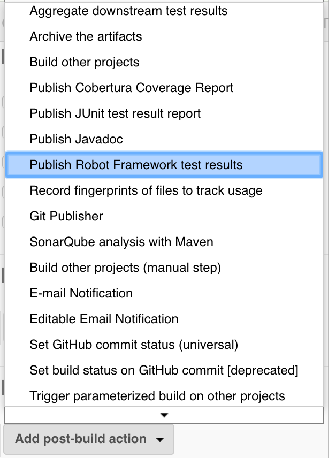 Aggregate downstream test results
Archive the artifacts
Build other projects
Publish Cobertura Coverage Report
Publish JUnit test result report
Publish Javadoc
Publish Robot Framework test results
Record fingerprints of files to track usage
Git Publisher
SonarQube analysis with Maven
Build other projects (manual step)
E-mail Notification
Editable Email Notification
Set GitHub commit status (universal)
Set build status on GitHub commit [deprecated]
Trigger parameterized build on other projects
Add post-build action